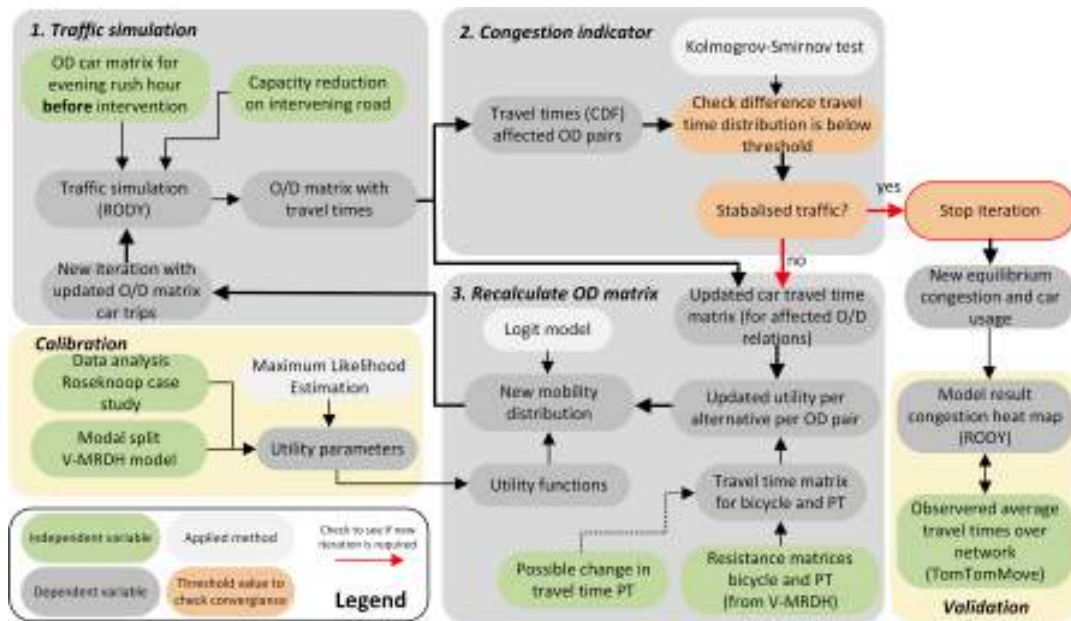 1. Traffic simulation
OD car matrix for
evening rush hour
before intervention
Capacity reduction
on intervening road
Traffic simulation
(RODY)
O/D matrix with
travel times
New iteration with
updated O/D matrix
car trips
2. Congestion indicator
Kolmogrov-Smirnov test
Travel times (CDF)
affected OD pairs
Check difference travel
time distribution is below
threshold
Stabalised traffic?
yes
no
Stop Iteration
New equilibrium
congestion and car
usage
3. Recalculate OD matrix
Logit model
Updated car travel time
matrix (for affected O/D
relations)
New mobility
distribution
Updated utility per
alternative per OD pair
Utility functions
Travel time matrix
for bicycle and PT
Possible change in
travel time PT
Resistance matrices
bicycle and PT
(from V-MRDH)
Calibration
Data analysis
Roseknoop case
study
Maximum Likelihood
Estimation
Modal split
V-MRDH model
Utility parameters
Model result
congestion heat map
(RODY)
Observered average
travel times over
network
(TomTomMove)
Validation
Independent variable
Applied method
Check to see if new
iteration is required
Dependent variable
Threshold value to
check convergianse
Legend